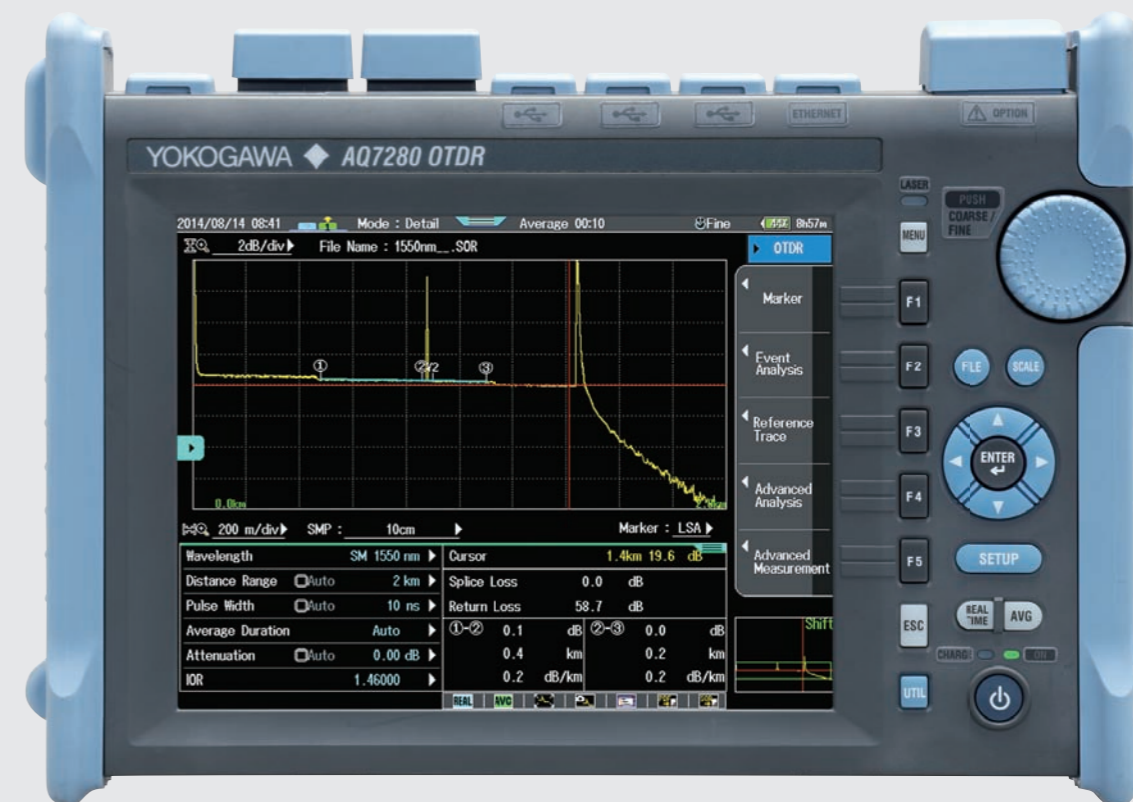 ETHERNET
OPTION
YOKOGAWA AQ7280 OTDR
LASER
PUSH
COARSE /
FINE
2014/08/14 08:41 Mode : Detail Average 00:10 Fine 8h57m
MENU
2dB/div File Name : 1550nm__.SOR
OTDR
Marker
F1
① ② Y2 ③
Event
Analysis
F2
FILE SCALE
Reference
Trace
F3
ENTER
Advanced
Analysis
F4
0.0km
200 m/div SMP : 10cm Marker : LSA
Advanced
Measurement
F5
SETUP
Wavelength SM 1550 nm Cursor 1.4km 19.6 dB
Distance Range Auto 2 km Splice Loss 0.0 dB
Pulse Width Auto 10 ns Return Loss 58.7 dB
Average Duration Auto ①-② 0.1 dB ②-③ 0.0 dB
Attenuation Auto 0.00 dB 0.4 km 0.2 km
IOR 1.46000 0.2 dB/km 0.2 dB/km
Shift
ESC
REAL
TIME
AVG
CHARGE ON
UTIL
REAL AVG